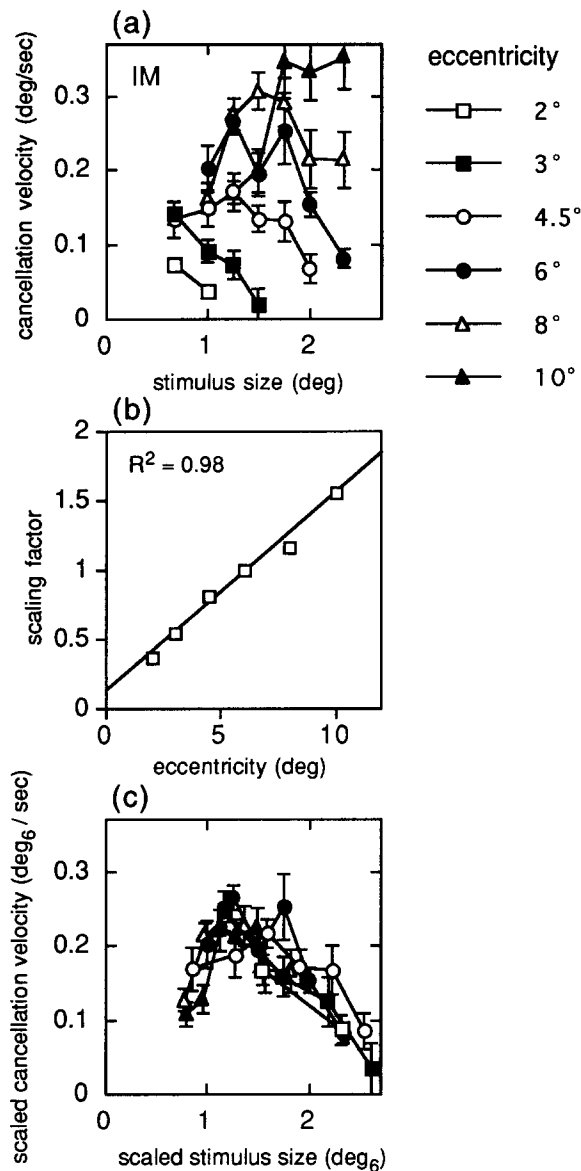 (a)
IM
cancellation velocity (deg/sec)
0.3
0.2
0.1
0
1
2
stimulus size (deg)
eccentricity
2°
3°
4.5°
6°
8°
10°
(b)
R² = 0.98
scaling factor
2
1.5
1
0.5
0
0
5
10
eccentricity (deg)
(c)
scaled cancellation velocity (deg₆ / sec)
0.3
0.2
0.1
0
1
2
scaled stimulus size (deg₆)